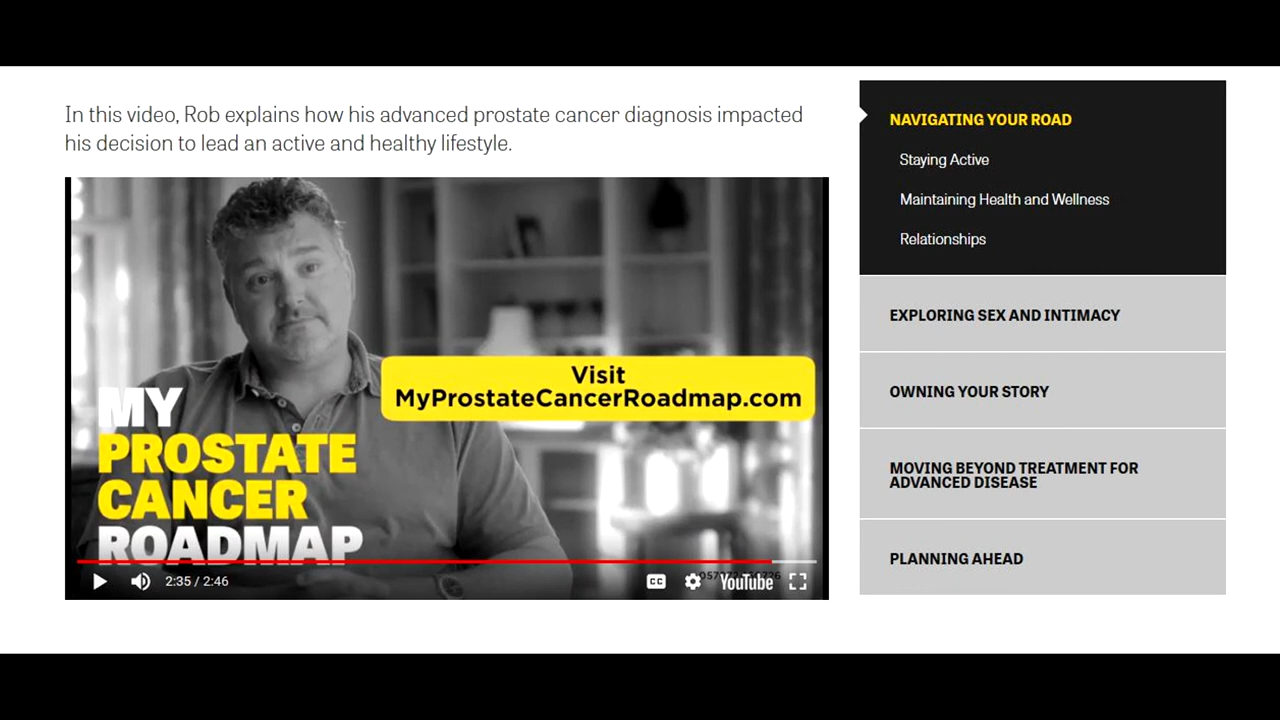 In this video, Rob explains how his advanced prostate cancer diagnosis impacted
his decision to lead an active and healthy lifestyle.
Visit
MyProstateCancerRoadmap.com
MY
PROSTATE
CANCER
ROADMAP
2:35 / 2:46
CC
YouTube
NAVIGATING YOUR ROAD
Staying Active
Maintaining Health and Wellness
Relationships
EXPLORING SEX AND INTIMACY
OWNING YOUR STORY
MOVING BEYOND TREATMENT FOR
ADVANCED DISEASE
PLANNING AHEAD